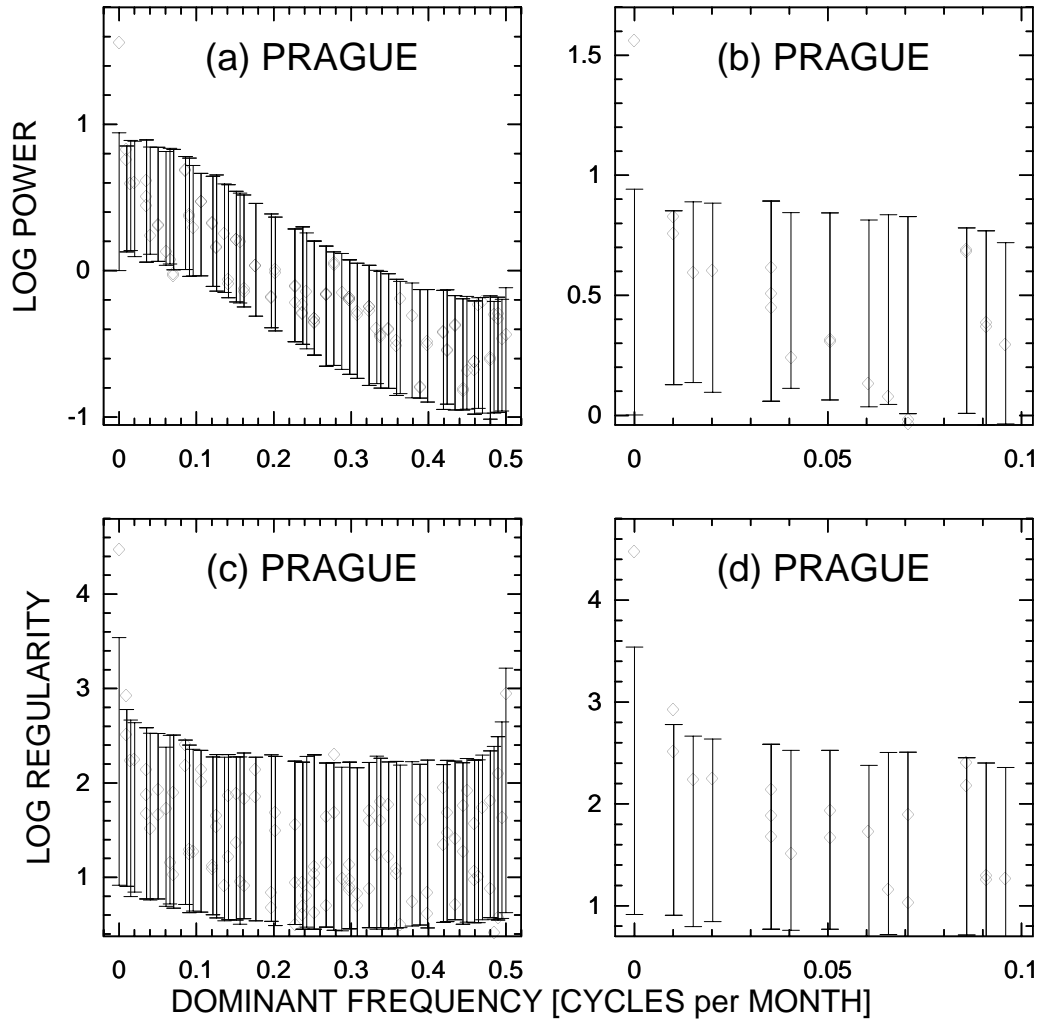 (a) PRAGUE
(b) PRAGUE
LOG POWER
1
0
-1
0 0.1 0.2 0.3 0.4 0.5
1.5
1
0.5
0
0 0.05 0.1
(c) PRAGUE
(d) PRAGUE
LOG REGULARITY
4
3
2
1
0 0.1 0.2 0.3 0.4 0.5
4
3
2
1
0 0.05 0.1
DOMINANT FREQUENCY [CYCLES per MONTH]